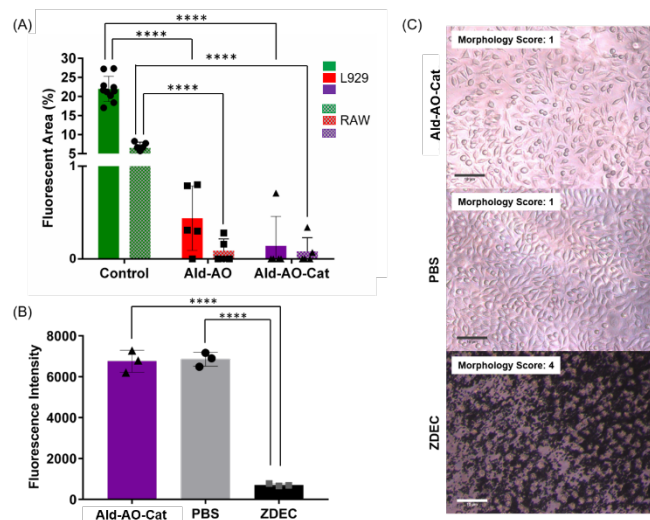 (A)
****
****
****
****
Fluorescent Area (%)
30
25
20
15
10
5
1
0
L929
RAW
Control
Ald-AO
Ald-AO-Cat
(B)
****
****
Fluorescence Intensity
8000
6000
4000
2000
0
Ald-AO-Cat
PBS
ZDEC
(C)
Morphology Score: 1
Ald-AO-Cat
Morphology Score: 1
PBS
Morphology Score: 4
ZDEC